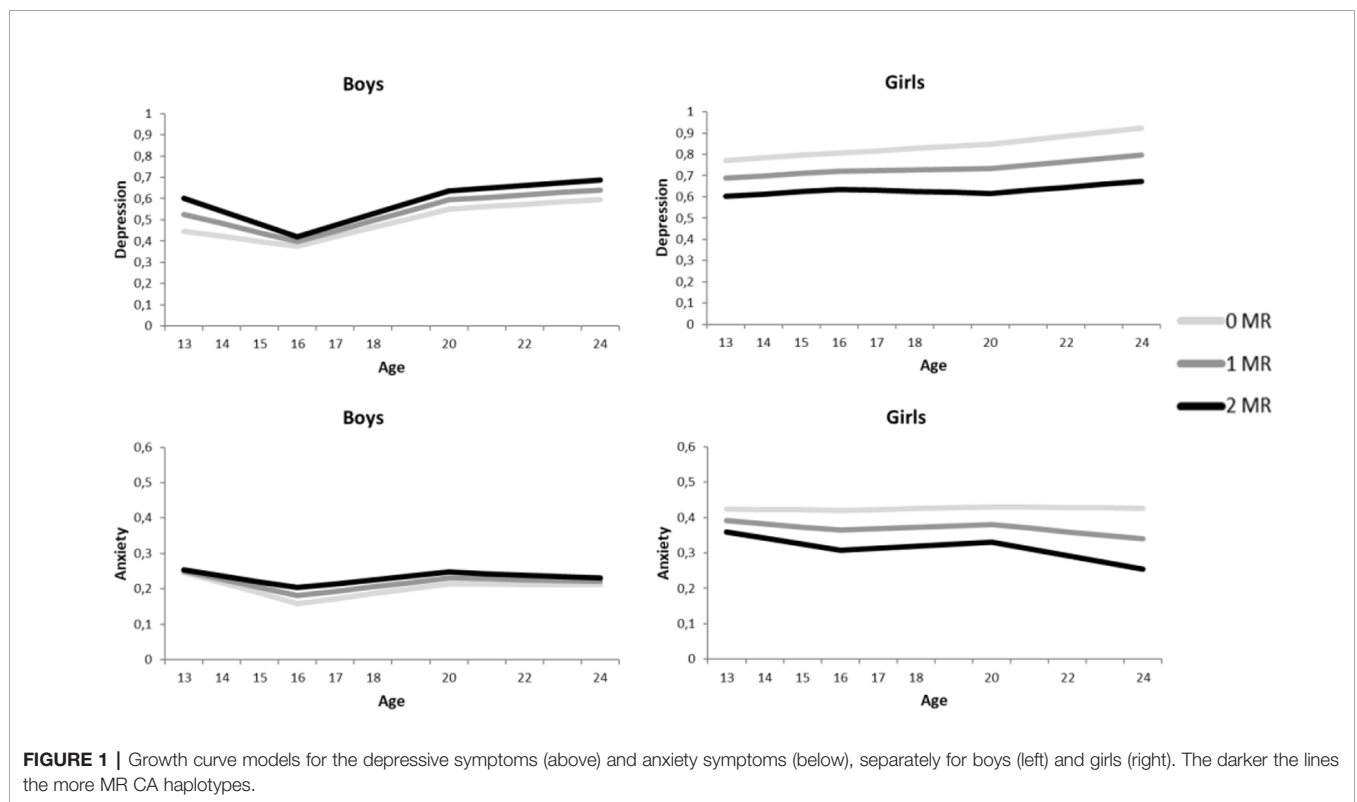 Boys
1
0,9
0,8
0,7
0,6
0,5
0,4
0,3
0,2
0,1
0
Depression
13 14 15 16 17 18 20 22 24
Age
Girls
1
0,9
0,8
0,7
0,6
0,5
0,4
0,3
0,2
0,1
0
Depression
13 14 15 16 17 18 20 22 24
Age
0 MR
1 MR
2 MR
Boys
0,6
0,5
0,4
0,3
0,2
0,1
0
Anxiety
13 14 15 16 17 18 20 22 24
Age
Girls
0,6
0,5
0,4
0,3
0,2
0,1
0
Anxiety
13 14 15 16 17 18 20 22 24
Age
FIGURE 1 | Growth curve models for the depressive symptoms (above) and anxiety symptoms (below), separately for boys (left) and girls (right). The darker the lines
the more MR CA haplotypes.